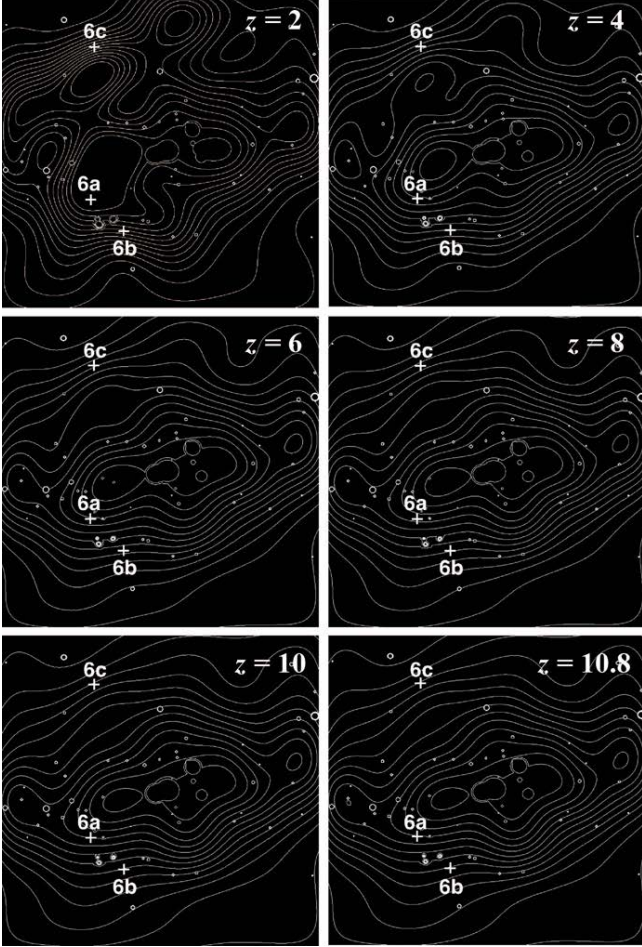 z = 2
6c
6a
6b
z = 4
6c
6a
6b
z = 6
6c
6a
6b
z = 8
6c
6a
6b
z = 10
6c
6a
6b
z = 10.8
6c
6a
6b